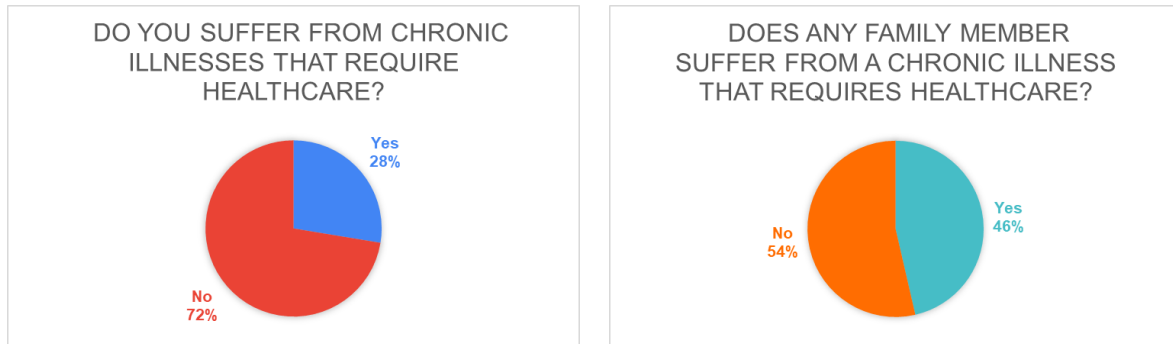 DO YOU SUFFER FROM CHRONIC
ILLNESSES THAT REQUIRE
HEALTHCARE?
Yes
28%
No
72%
DOES ANY FAMILY MEMBER
SUFFER FROM A CHRONIC ILLNESS
THAT REQUIRES HEALTHCARE?
Yes
46%
No
54%